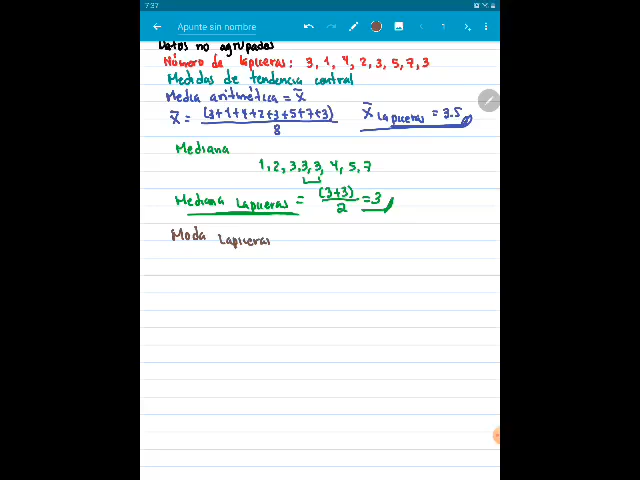 7:37
Apunte sin nombre
1
Datos no agrupados
Número de lapiceras: 3, 1, 4, 2, 3, 5, 7, 3
Medidas de tendencia central
Media aritmética = x̄
x̄ = (3+1+4+2+3+5+7+3) / 8 x̄ lapiceras = 3.5
Mediana
1, 2, 3, 3, 3, 4, 5, 7
Mediana lapiceras = (3+3) / 2 = 3
Moda lapiceras